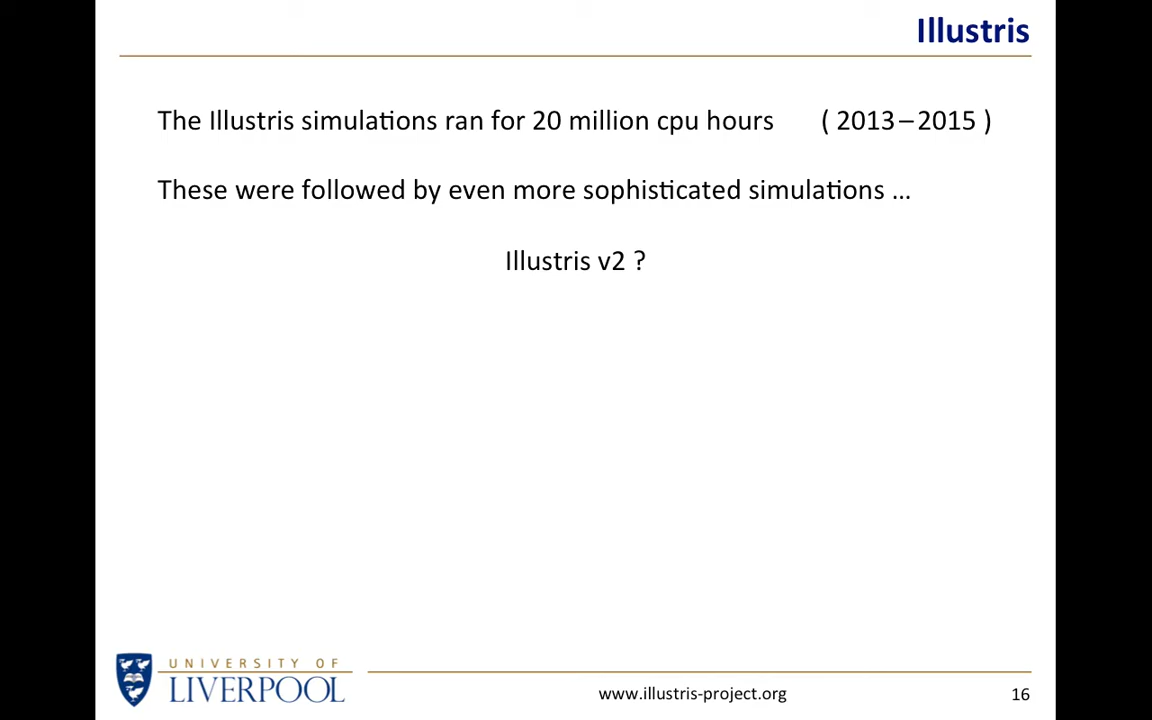 Illustris
The Illustris simulations ran for 20 million cpu hours ( 2013 – 2015 )
These were followed by even more sophisticated simulations ...
Illustris v2 ?
UNIVERSITY OF
LIVERPOOL
www.illustris-project.org
16